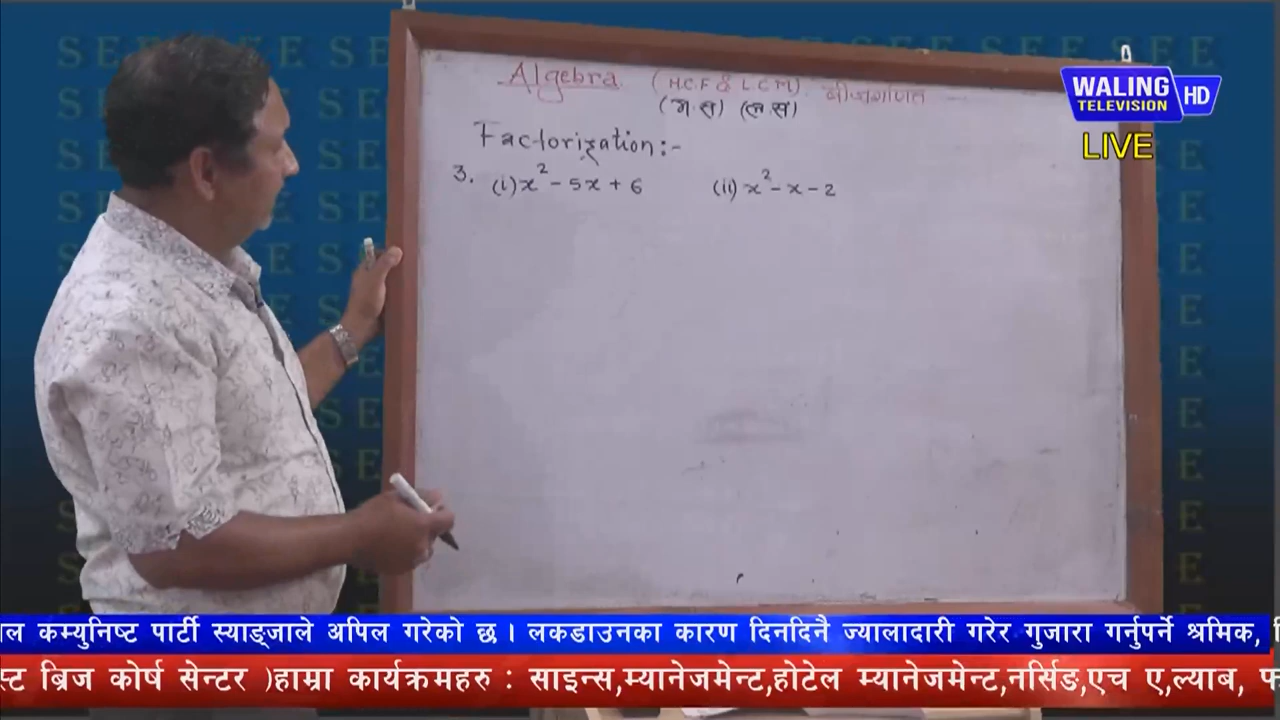 Algebra (H.C.F & L.C.M) बीजगणित
(म.स) (ल.स)
Factorization:-
3. (i) x² - 5x + 6 (ii) x² - x - 2
WALING
TELEVISION HD
LIVE
SEE
कम्युनिष्ट पार्टी स्याङ्जाले अपिल गरेको छ । लकडाउनका कारण दिनदिनै ज्यालादारी गरेर गुजारा गर्नुपर्ने श्रमिक,
ब्रिज कोर्ष सेन्टर )हाम्रा कार्यक्रमहरु : साइन्स,म्यानेजमेन्ट,होटेल म्यानेजमेन्ट,नर्सिङ,एच ए,ल्याब,